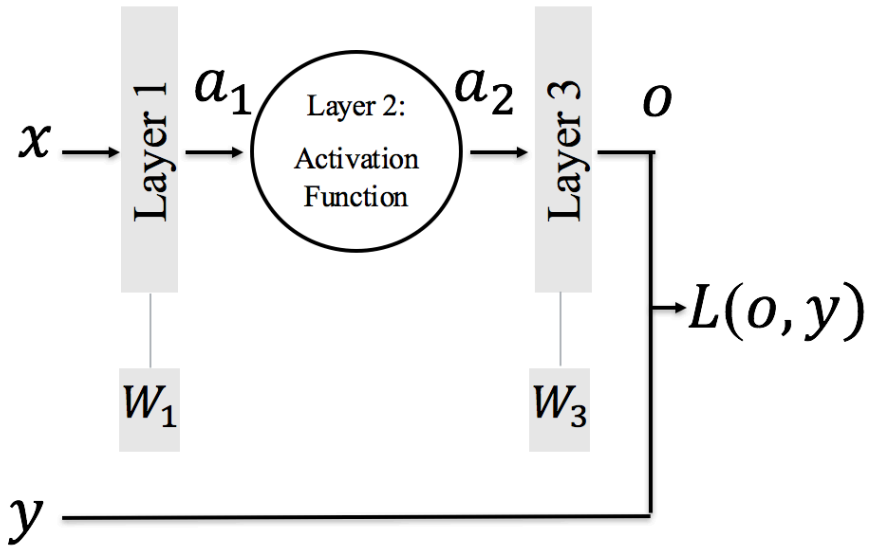 x
Layer 1
a₁
Layer 2:
Activation
Function
a₂
Layer 3
o
L(o, y)
W₁
W₃
y